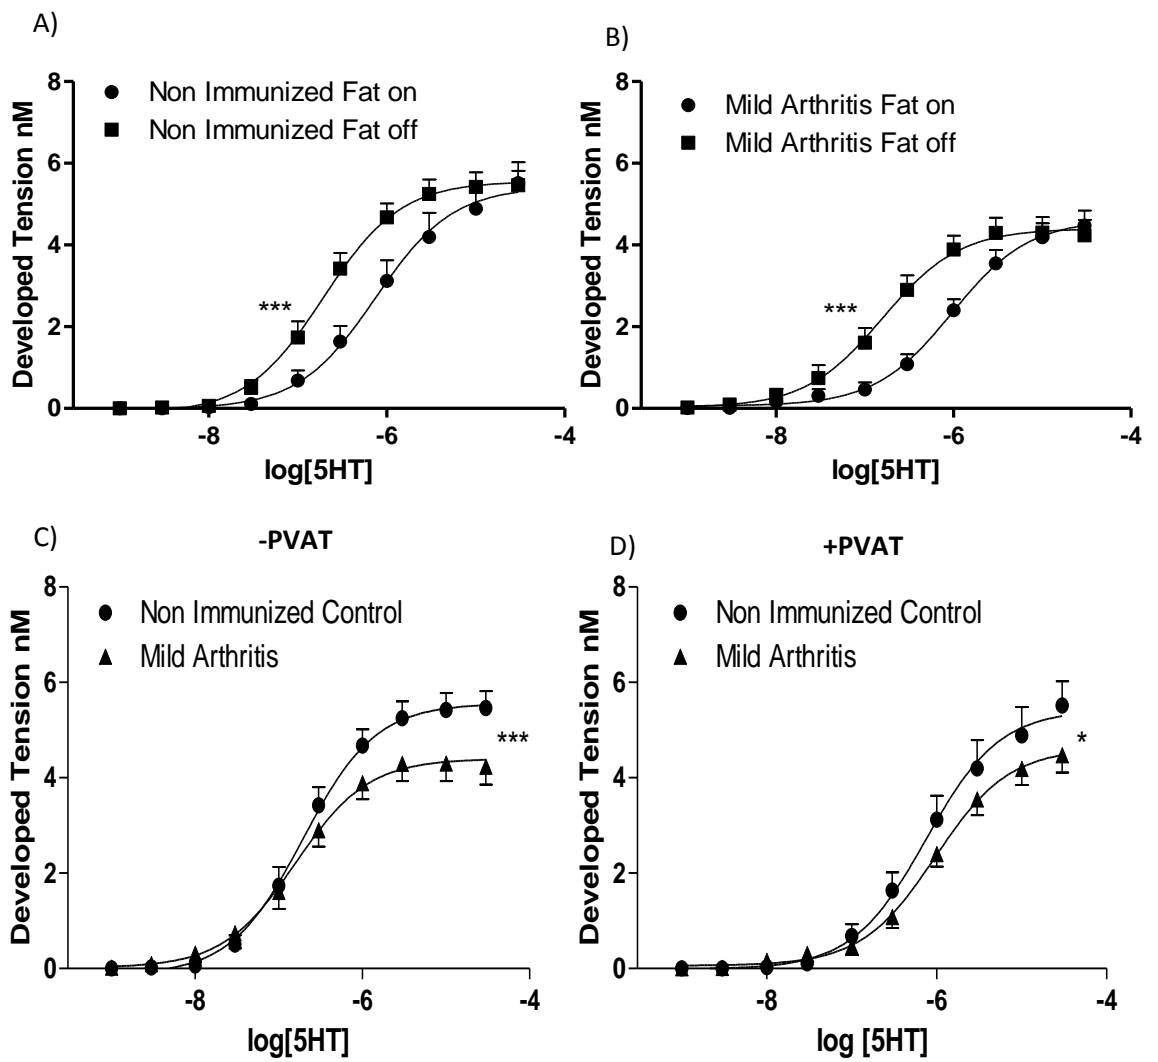 A)
Non Immunized Fat on
Non Immunized Fat off
Developed Tension nM
8
6
4
2
0
***
-8
-6
-4
log[5HT]
B)
Mild Arthritis Fat on
Mild Arthritis Fat off
Developed Tension nM
8
6
4
2
0
***
-8
-6
-4
log[5HT]
C)
-PVAT
Non Immunized Control
Mild Arthritis
Developed Tension nM
8
6
4
2
0
***
-8
-6
-4
log[5HT]
D)
+PVAT
Non Immunized Control
Mild Arthritis
Developed Tension nM
8
6
4
2
0
*
-8
-6
-4
log [5HT]